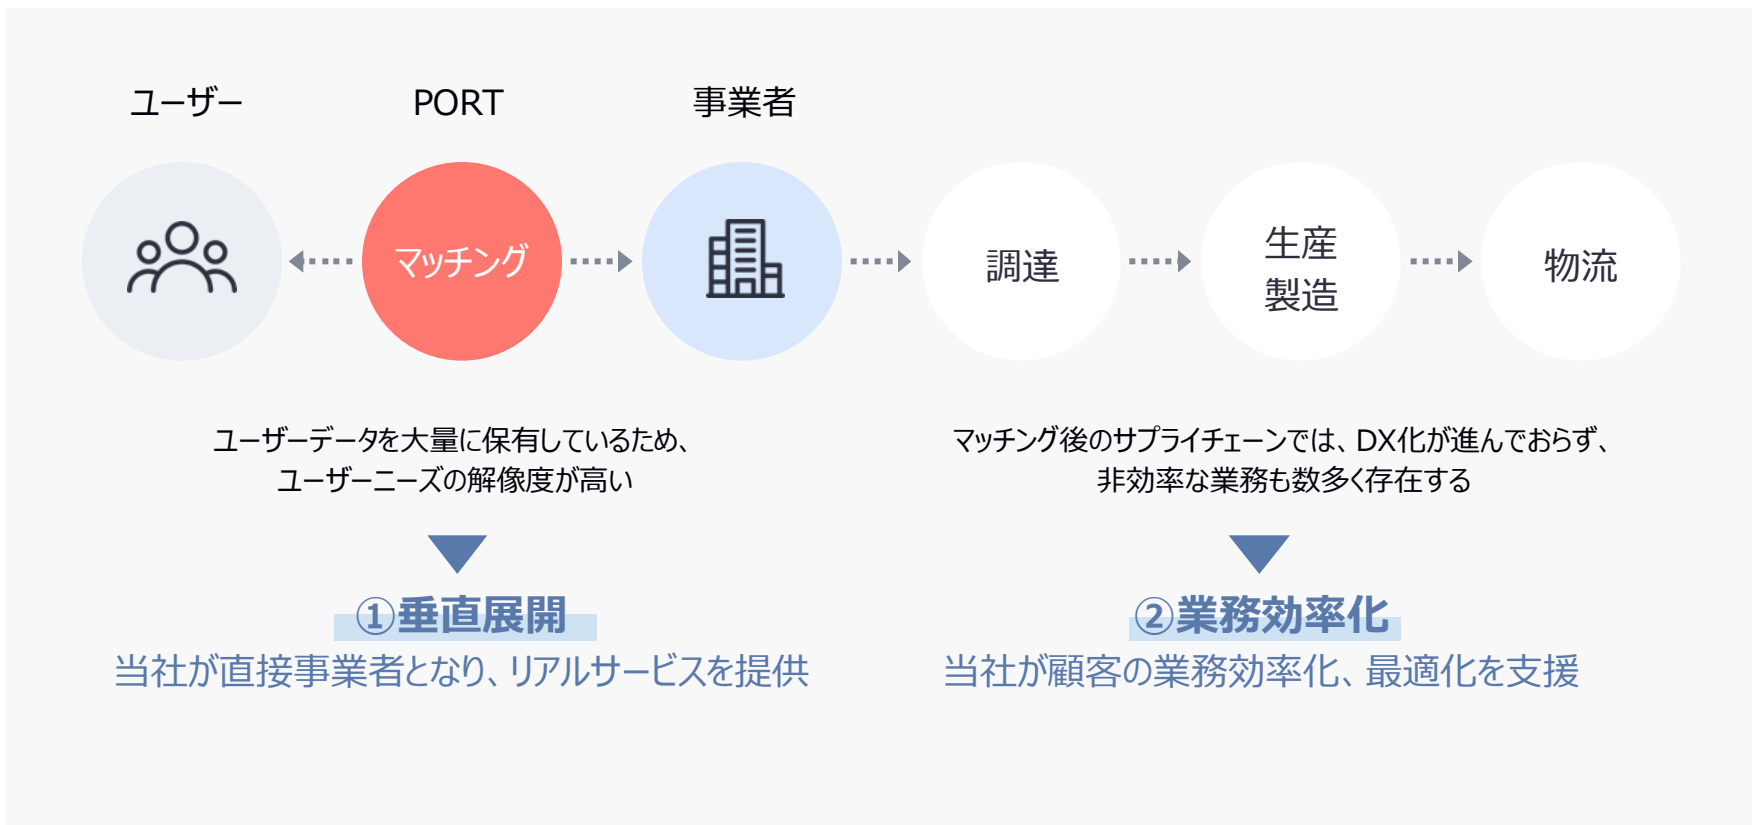 ユーザー
PORT
事業者
マッチング
調達
生産
製造
物流
ユーザーデータを大量に保有しているため、
ユーザーニーズの解像度が高い
マッチング後のサプライチェーンでは、DX化が進んでおらず、
非効率な業務も数多く存在する
①垂直展開
当社が直接事業者となり、リアルサービスを提供
②業務効率化
当社が顧客の業務効率化、最適化を支援